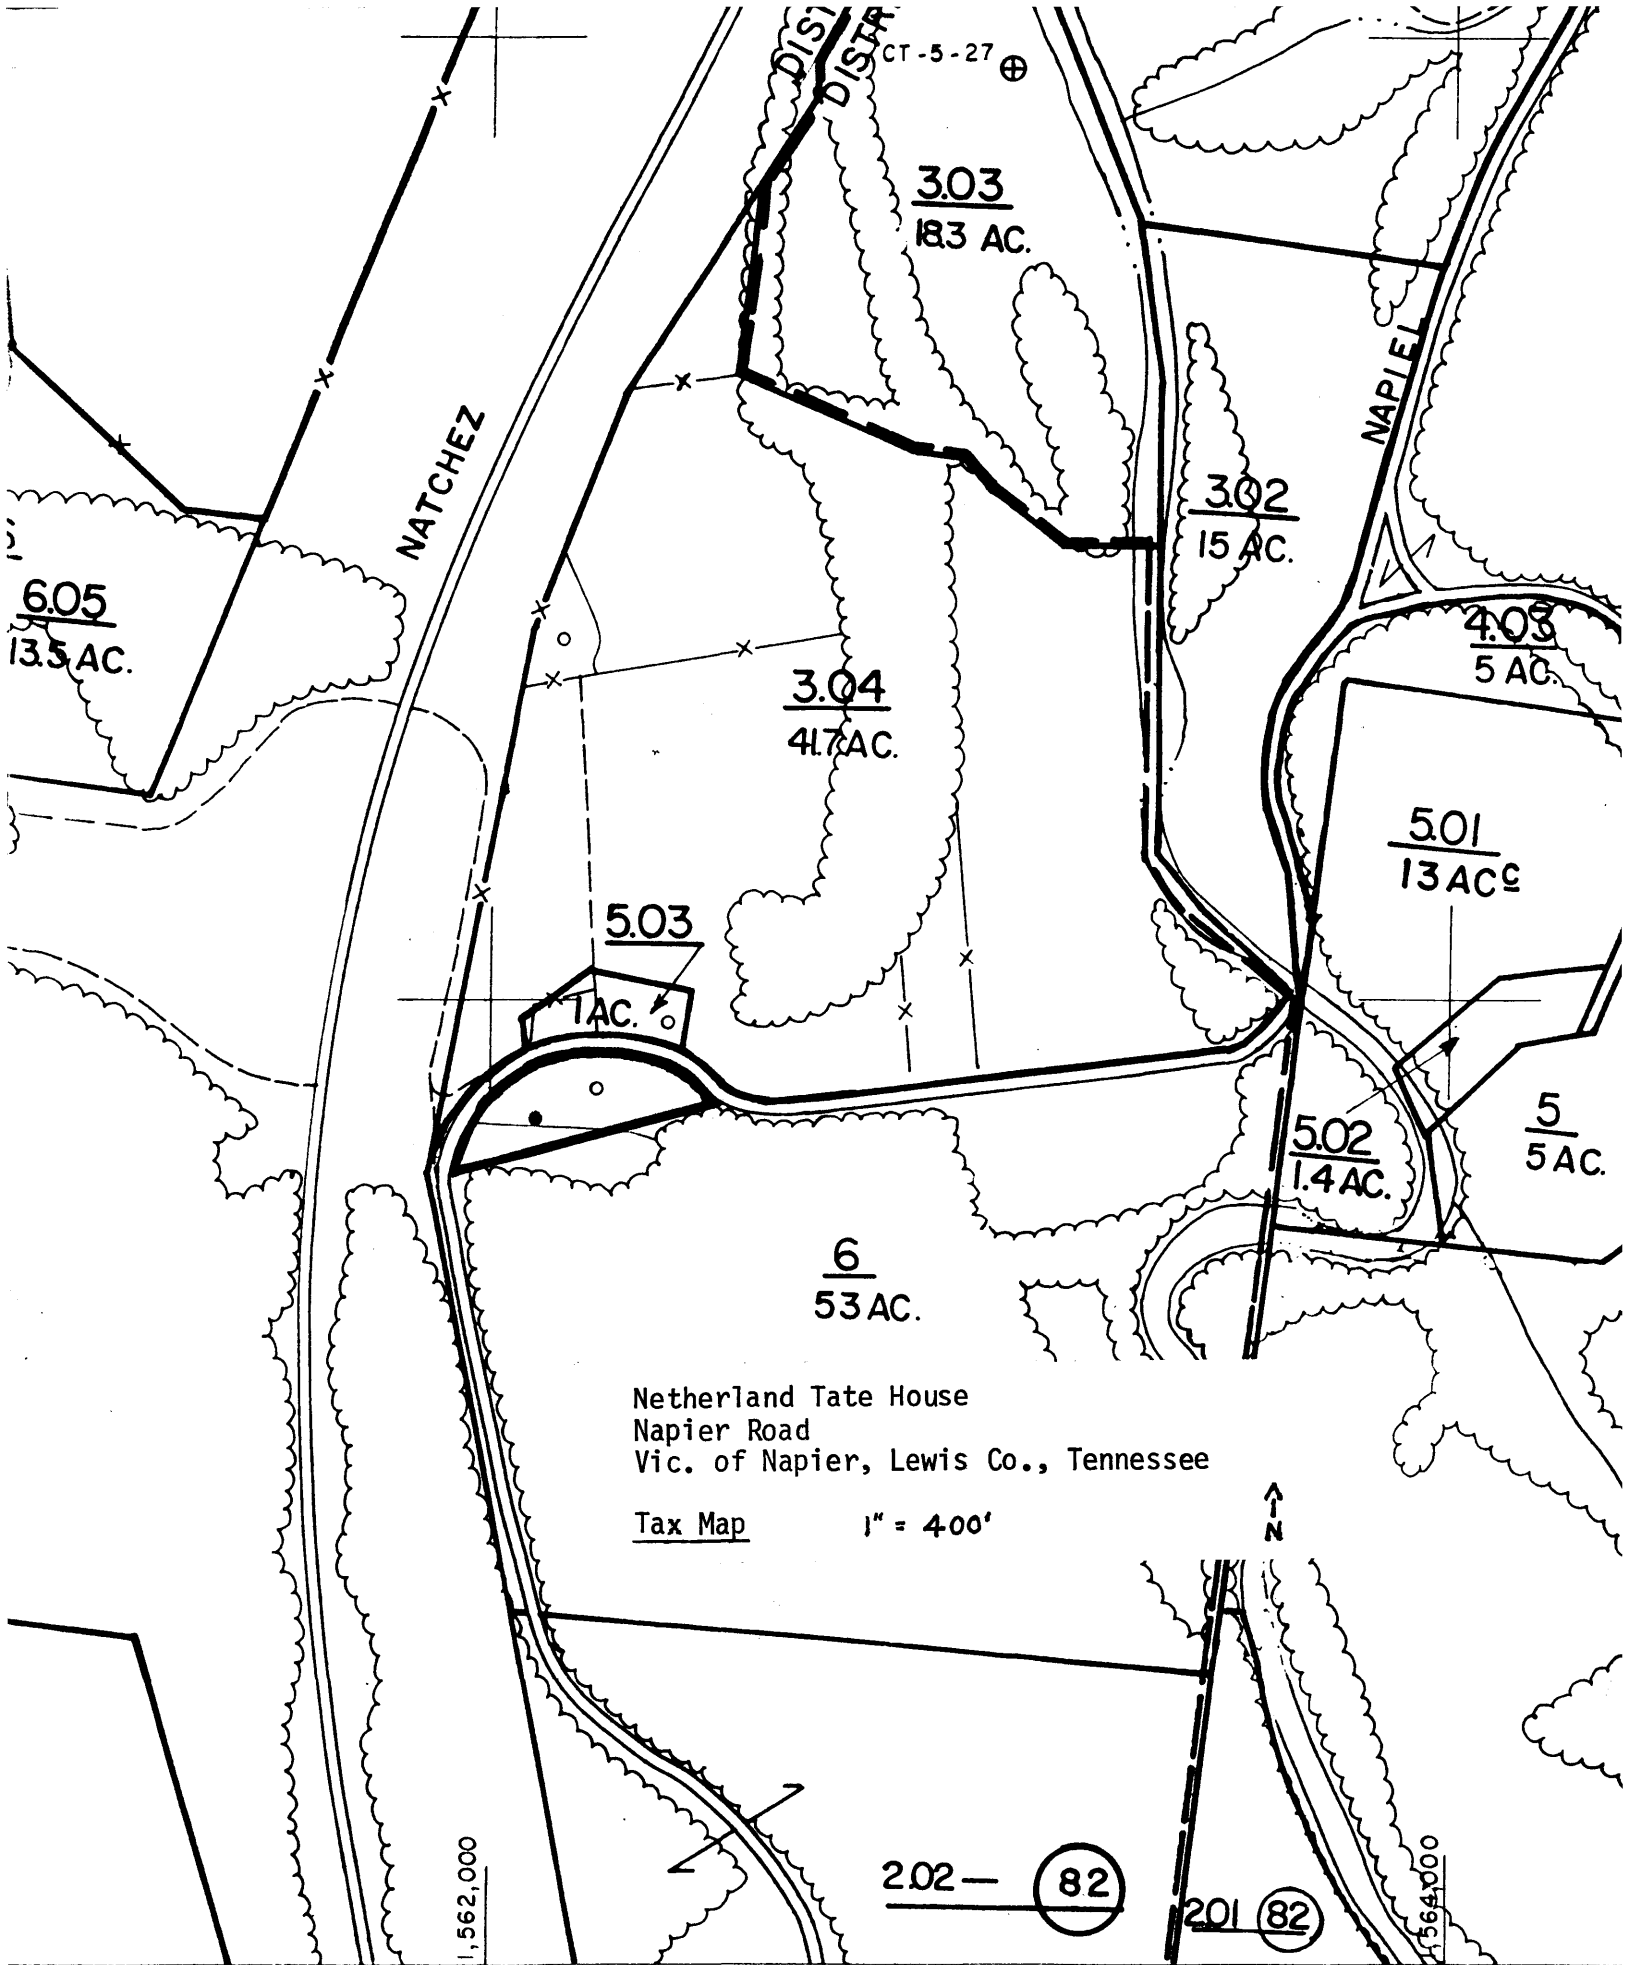 DIST
DISTR
CT-5-27
3.03
18.3 AC.
NAPIE
NATCHEZ
3.02
15 AC.
6.05
13.5 AC.
4.03
5 AC.
3.04
41.7 AC.
5.01
13 AC C
5.03
1 AC.
5.02
1.4 AC.
5
5 AC.
6
53 AC.
Netherland Tate House
Napier Road
Vic. of Napier, Lewis Co., Tennessee
Tax Map 1" = 400'
N
2.02 — 82
2.01 82
1,562,000
1,564,000